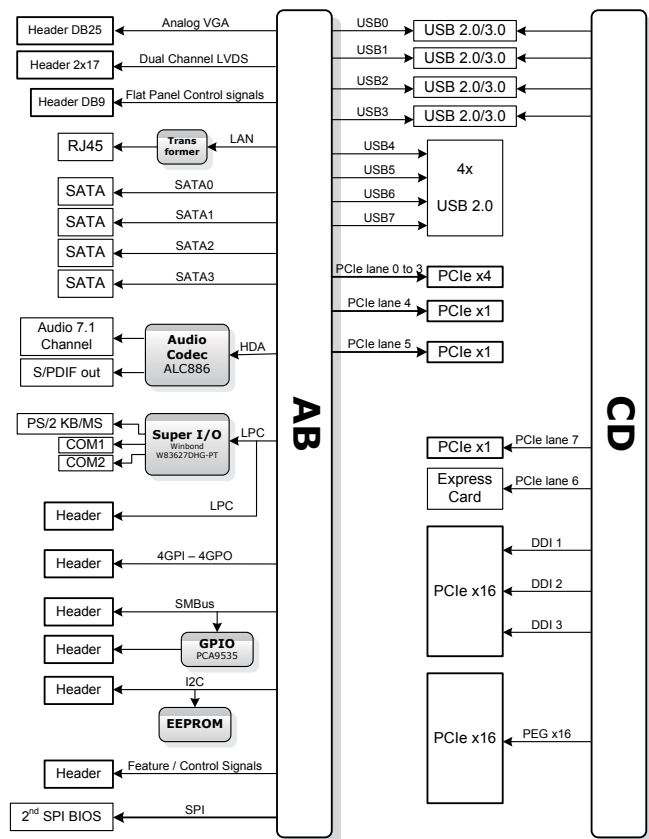 Header DB25
Analog VGA
Header 2x17
Dual Channel LVDS
Header DB9
Flat Panel Control signals
RJ45
Trans
former
LAN
SATA
SATA0
SATA
SATA1
SATA
SATA2
SATA
SATA3
Audio 7.1
Channel
S/PDIF out
Audio
Codec
ALC886
HDA
PS/2 KB/MS
COM1
COM2
Super I/O
Winbond
W83627DHG-PT
LPC
Header
LPC
Header
4GPI – 4GPO
Header
SMBus
Header
GPIO
PCA9535
Header
I2C
EEPROM
Header
Feature / Control Signals
2nd SPI BIOS
SPI
AB
USB0
USB 2.0/3.0
USB1
USB 2.0/3.0
USB2
USB 2.0/3.0
USB3
USB 2.0/3.0
USB4
USB5
USB6
USB7
4x
USB 2.0
PCIe lane 0 to 3
PCIe x4
PCIe lane 4
PCIe x1
PCIe lane 5
PCIe x1
PCIe x1
PCIe lane 7
Express
Card
PCIe lane 6
PCIe x16
DDI 1
DDI 2
DDI 3
PCIe x16
PEG x16
CD